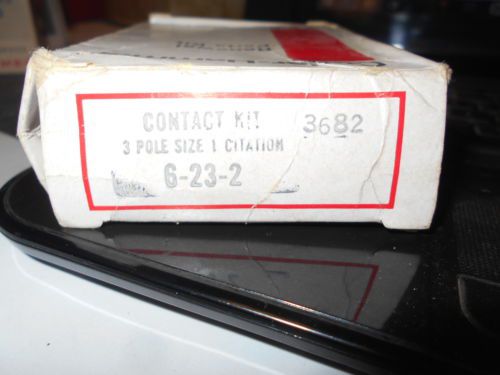 CONTACT KIT 3682
3 POLE SIZE 1 CITATION
6-23-2